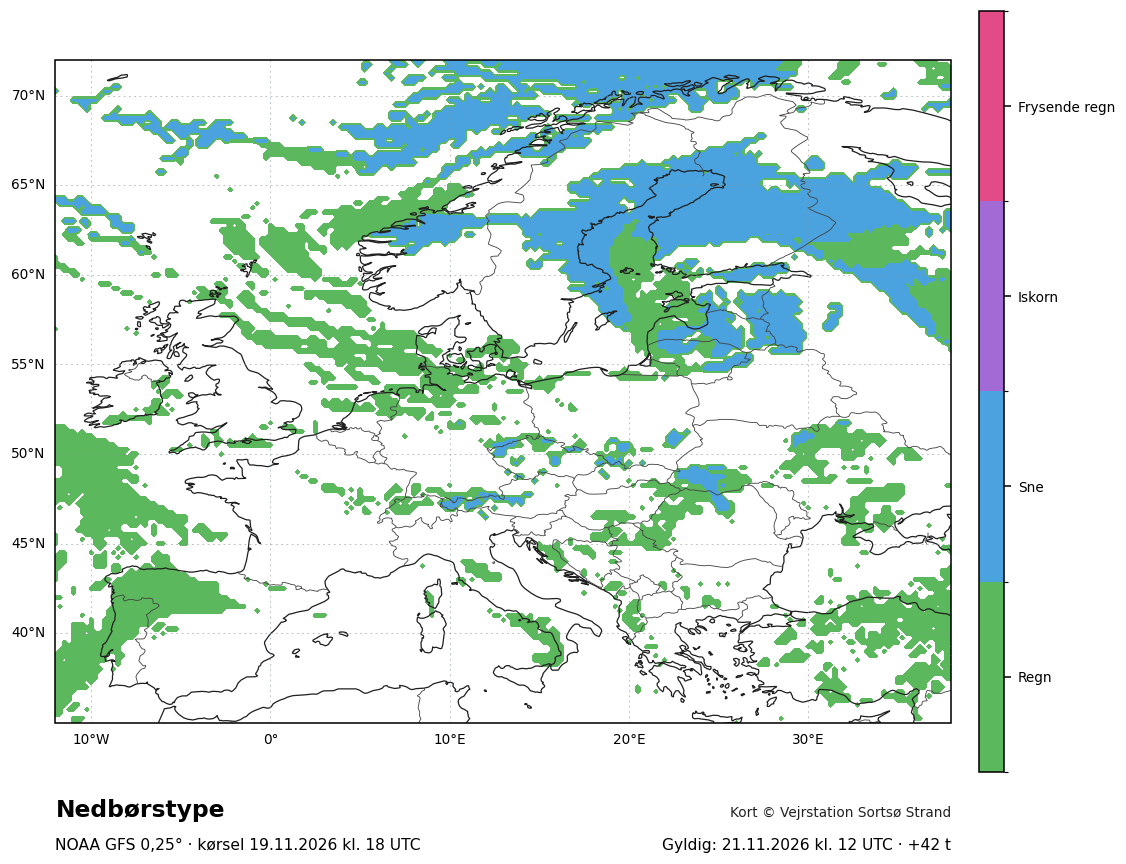 Frysende regn
Iskorn
Sne
Regn
70°N
65°N
60°N
55°N
50°N
45°N
40°N
10°W
0°
10°E
20°E
30°E
Nedbørstype
Kort © Vejrstation Sortsø Strand
NOAA GFS 0,25° · kørsel 19.11.2026 kl. 18 UTC
Gyldig: 21.11.2026 kl. 12 UTC · +42 t